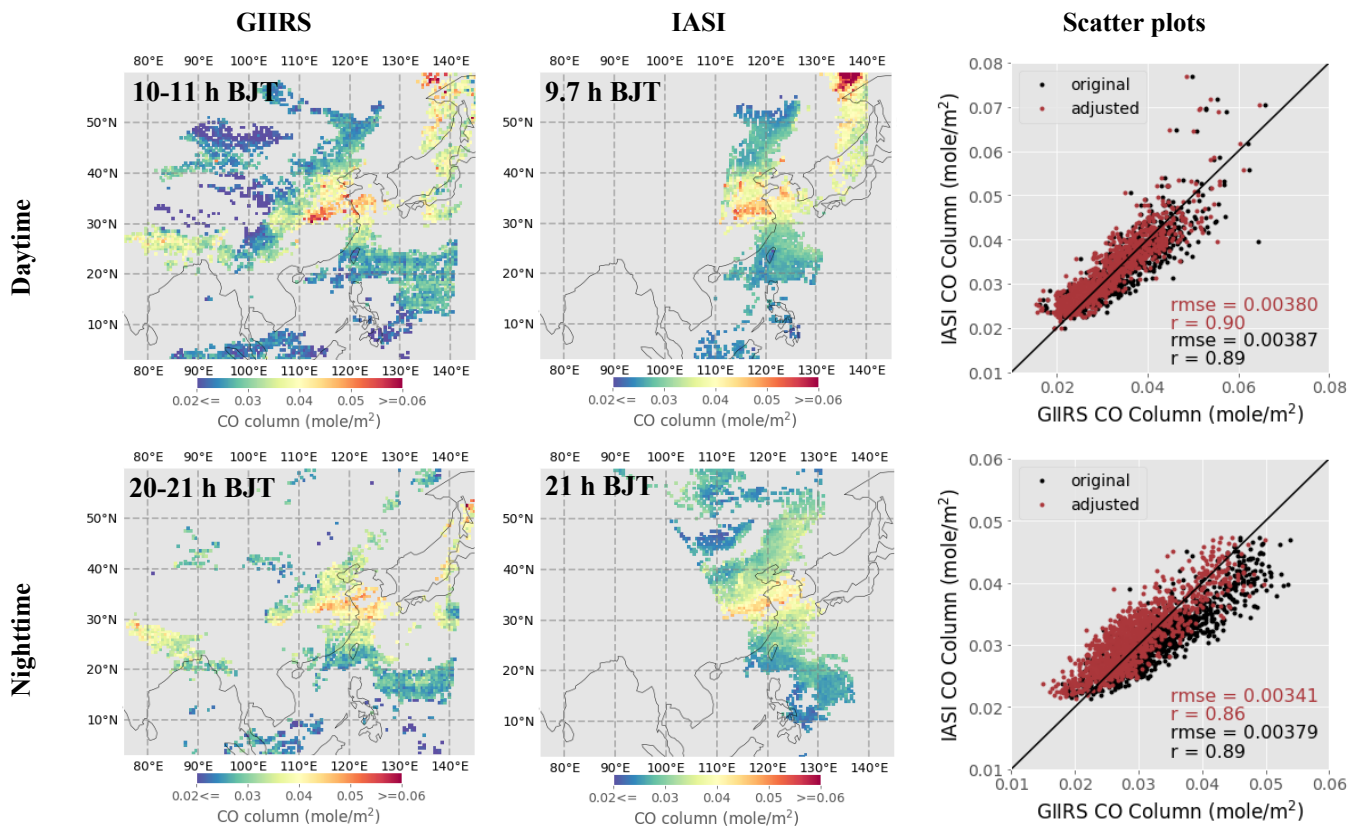 GIIRS
IASI
Scatter plots
Daytime
80°E 90°E 100°E 110°E 120°E 130°E 140°E
10-11 h BJT
50°N
40°N
30°N
20°N
10°N
80°E 90°E 100°E 110°E 120°E 130°E 140°E
0.02<= 0.03 0.04 0.05 >=0.06
CO column (mole/m²)
80°E 90°E 100°E 110°E 120°E 130°E 140°E
9.7 h BJT
50°N
40°N
30°N
20°N
10°N
80°E 90°E 100°E 110°E 120°E 130°E 140°E
0.02<= 0.03 0.04 0.05 >=0.06
CO column (mole/m²)
IASI CO Column (mole/m²)
0.08
0.07
0.06
0.05
0.04
0.03
0.02
0.01
original
adjusted
rmse = 0.00380
r = 0.90
rmse = 0.00387
r = 0.89
0.02 0.04 0.06 0.08
GIIRS CO Column (mole/m²)
Nighttime
80°E 90°E 100°E 110°E 120°E 130°E 140°E
20-21 h BJT
50°N
40°N
30°N
20°N
10°N
80°E 90°E 100°E 110°E 120°E 130°E 140°E
0.02<= 0.03 0.04 0.05 >=0.06
CO column (mole/m²)
80°E 90°E 100°E 110°E 120°E 130°E 140°E
21 h BJT
50°N
40°N
30°N
20°N
10°N
80°E 90°E 100°E 110°E 120°E 130°E 140°E
0.02<= 0.03 0.04 0.05 >=0.06
CO column (mole/m²)
IASI CO Column (mole/m²)
0.06
0.05
0.04
0.03
0.02
0.01
original
adjusted
rmse = 0.00341
r = 0.86
rmse = 0.00379
r = 0.89
0.01 0.02 0.03 0.04 0.05 0.06
GIIRS CO Column (mole/m²)